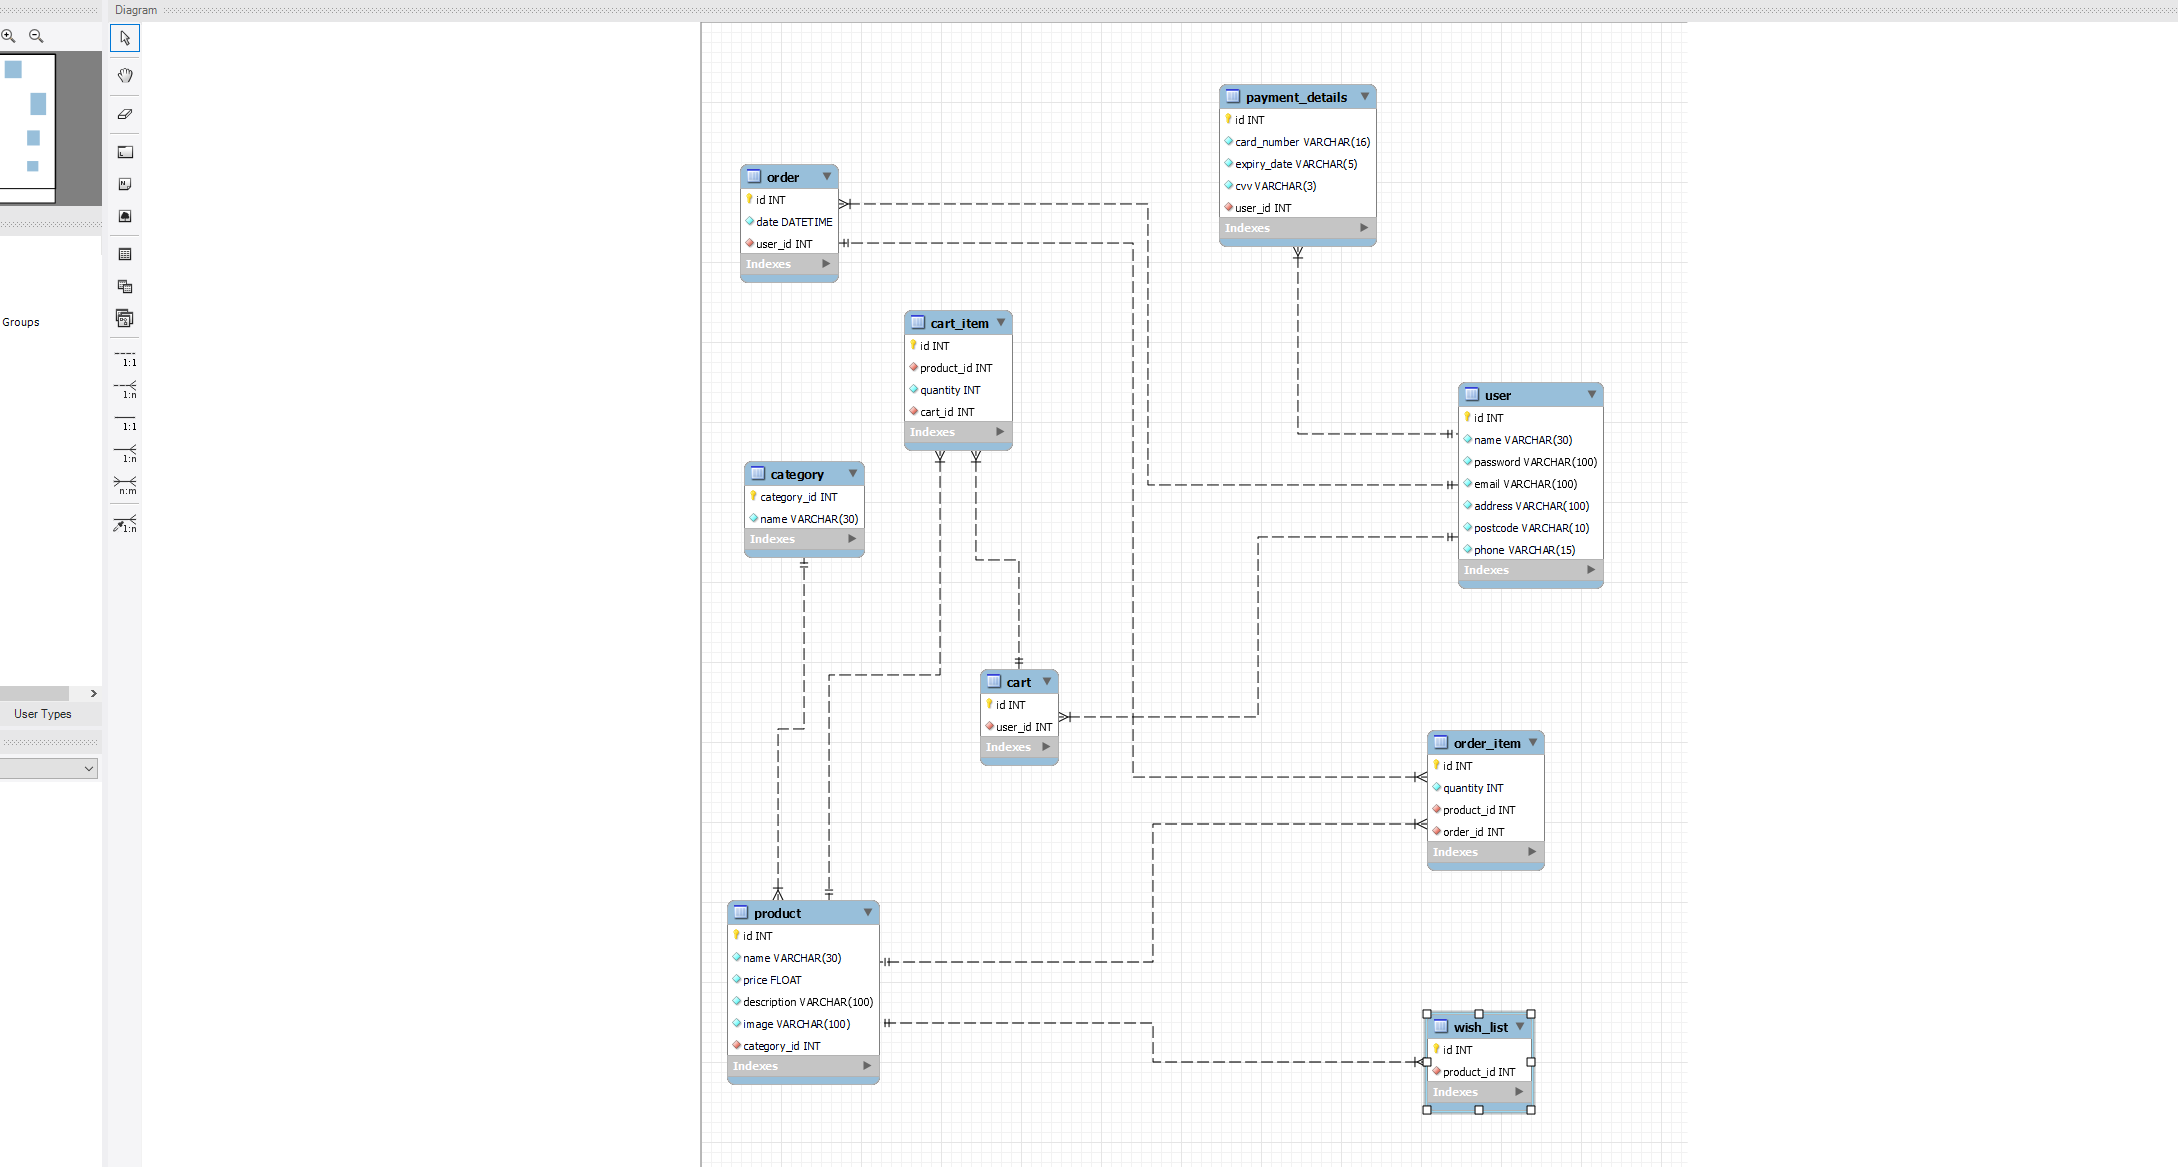 Diagram
Groups
User Types
1:1
1:n
1:1
1:n
n:m
1:n
payment_details
id INT
card_number VARCHAR(16)
expiry_date VARCHAR(5)
cvv VARCHAR(3)
user_id INT
Indexes
order
id INT
date DATETIME
user_id INT
Indexes
cart_item
id INT
product_id INT
quantity INT
cart_id INT
Indexes
user
id INT
name VARCHAR(30)
password VARCHAR(100)
email VARCHAR(100)
address VARCHAR(100)
postcode VARCHAR(10)
phone VARCHAR(15)
Indexes
category
category_id INT
name VARCHAR(30)
Indexes
cart
id INT
user_id INT
Indexes
order_item
id INT
quantity INT
product_id INT
order_id INT
Indexes
product
id INT
name VARCHAR(30)
price FLOAT
description VARCHAR(100)
image VARCHAR(100)
category_id INT
Indexes
wish_list
id INT
product_id INT
Indexes